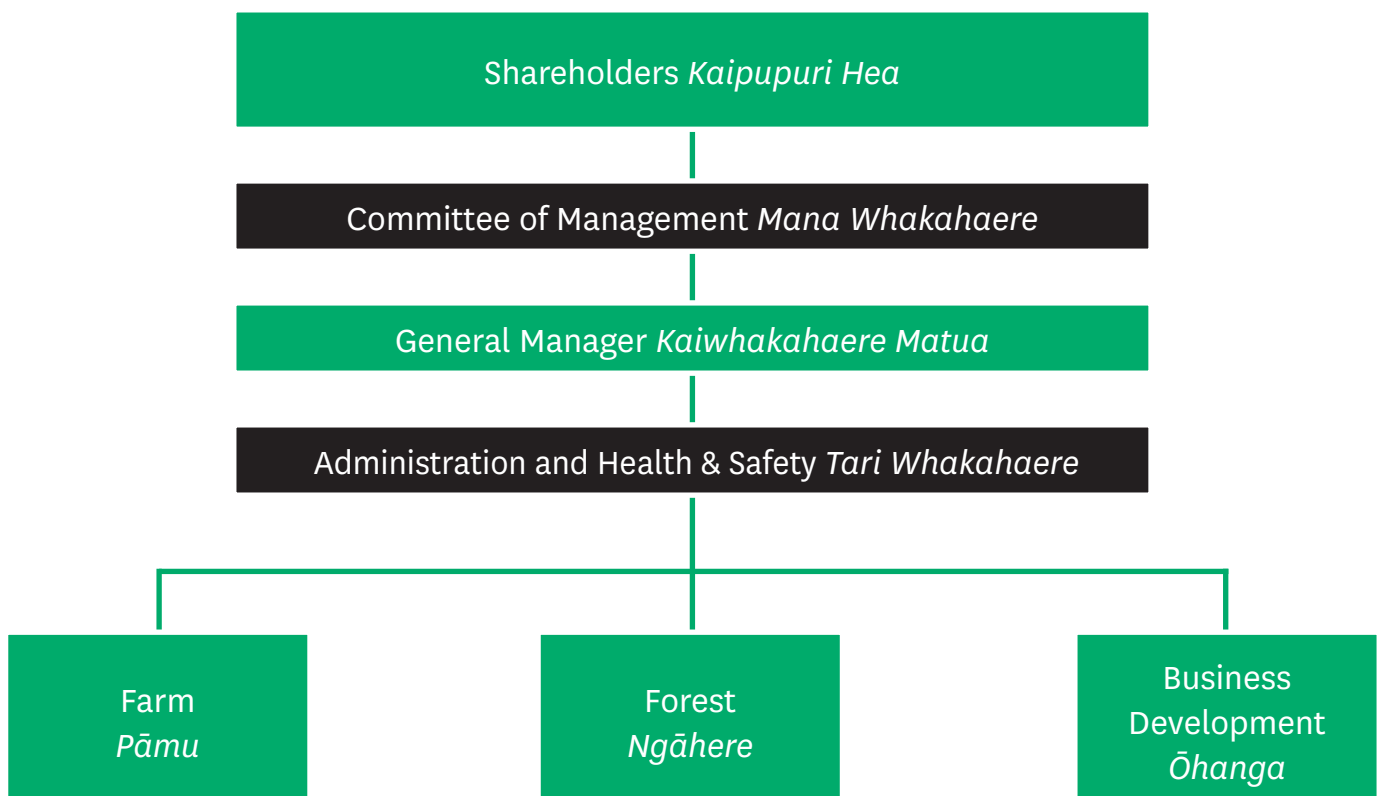 Shareholders Kaipupuri Hea
Committee of Management Mana Whakahaere
General Manager Kaiwhakahaere Matua
Administration and Health & Safety Tari Whakahaere
Farm
Pāmu
Forest
Ngāhere
Business
Development
Ōhanga